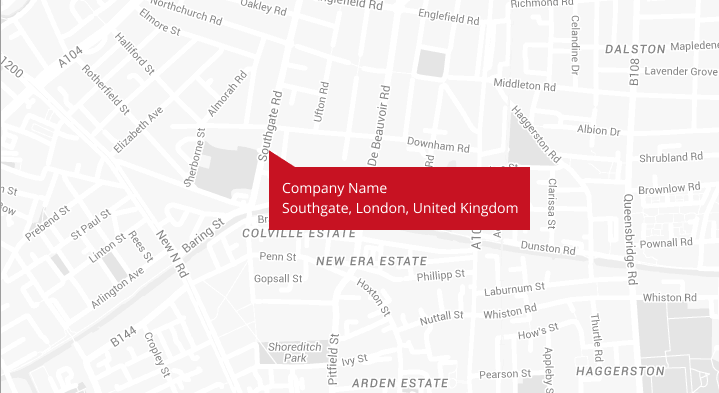 Northchurch Rd
Oakley Rd
Englefield Rd
Richmond Rd
Elmore St
Englefield Rd
Celandine Dr
DALSTON
Mapledene
A104
Halliford St
1200
B108
Lavender Grove
Rotherfield St
Almorah Rd
Ufton Rd
De Beauvoir Rd
Middleton Rd
Southgate Rd
Elizabeth Ave
Haggerston Rd
Albion Dr
Sherborne St
Downham Rd
Rd
Shrubland Rd
Company Name
Southgate, London, United Kingdom
Clarissa St
Brownlow Rd
Prebend St
St Paul St
Queensbridge Rd
Baring St
COLVILLE ESTATE
A10
Linton St
Rees St
New N Rd
Dunston Rd
Pownall Rd
Penn St
NEW ERA ESTATE
Arlington Ave
Gopsall St
Phillipp St
Hoxton St
Laburnum St
Whiston Rd
Nuttall St
Whiston Rd
B144
Cropley St
Thurtle Rd
How's St
Shoreditch
Park
Pitfield St
Ivy St
Appleby St
Pearson St
HAGGERSTON
ARDEN ESTATE